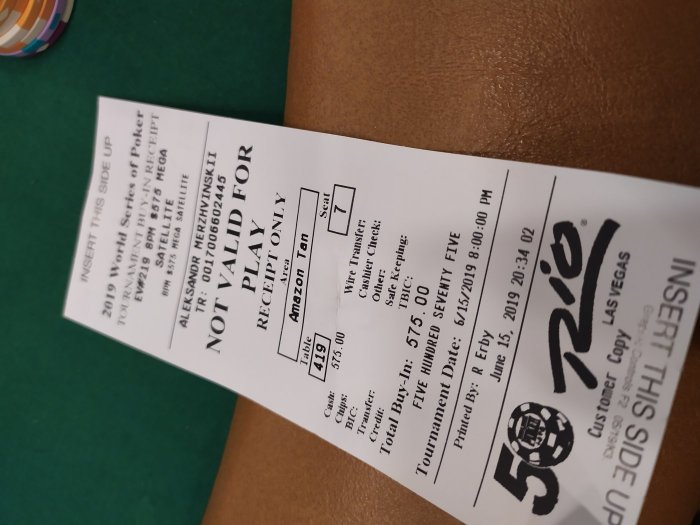 INSERT THIS SIDE UP
2019 World Series of Poker
TOURNAMENT BUY-IN RECEIPT
EV#219 8PM $575 MEGA
SATELLITE
8PM $575 MEGA SATELLITE
ALEKSANDR MERZHVINSKII
TR: 0017006602445
NOT VALID FOR
PLAY
RECEIPT ONLY
Area
Amazon Tan
Table
Seat
419
7
Cash: 575.00 Wire Transfer:
Chips: Cashier Check:
BIC: Other:
Transfer: Safe Keeping:
Credit: TBIC:
Total Buy-In: 575.00
FIVE HUNDRED SEVENTY FIVE
Tournament Date: 6/15/2019 8:00:00 PM
Printed By: R Erby
June 15, 2019 20:34 02
50 Rio
LAS VEGAS
Customer Copy
INSERT THIS SIDE UP